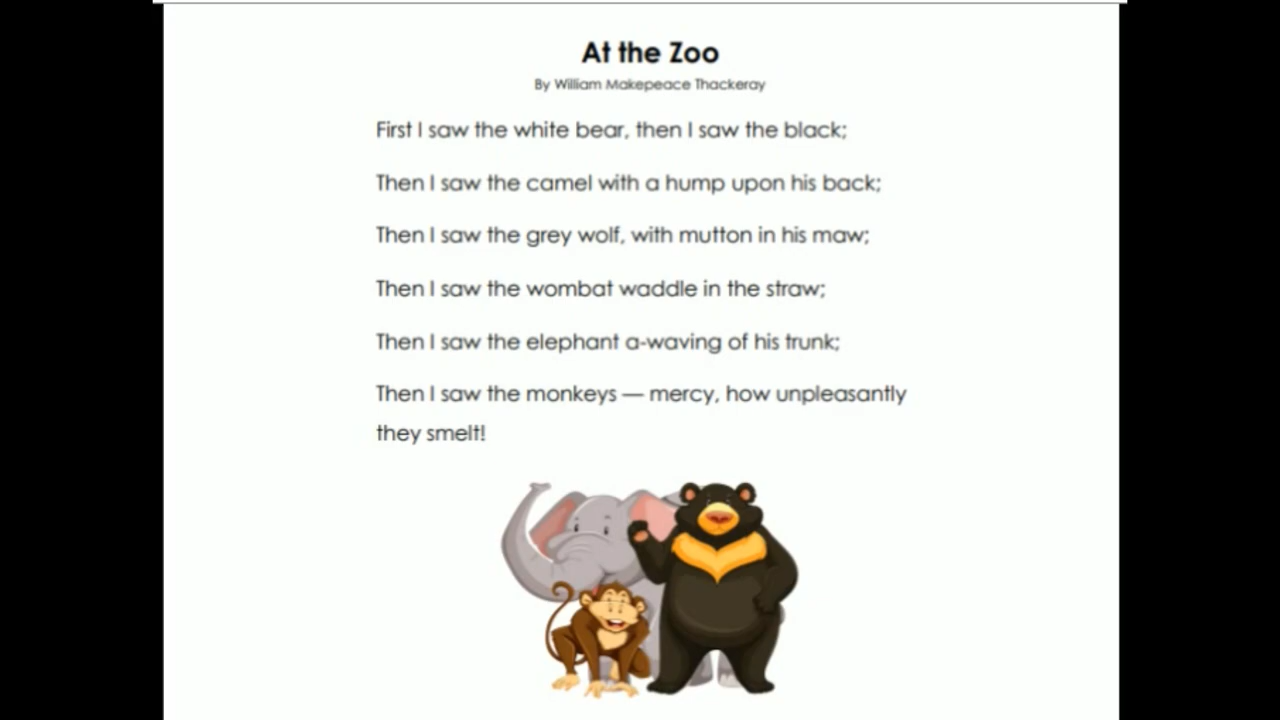 At the Zoo
By William Makepeace Thackeray
First I saw the white bear, then I saw the black;
Then I saw the camel with a hump upon his back;
Then I saw the grey wolf, with mutton in his maw;
Then I saw the wombat waddle in the straw;
Then I saw the elephant a-waving of his trunk;
Then I saw the monkeys — mercy, how unpleasantly
they smelt!